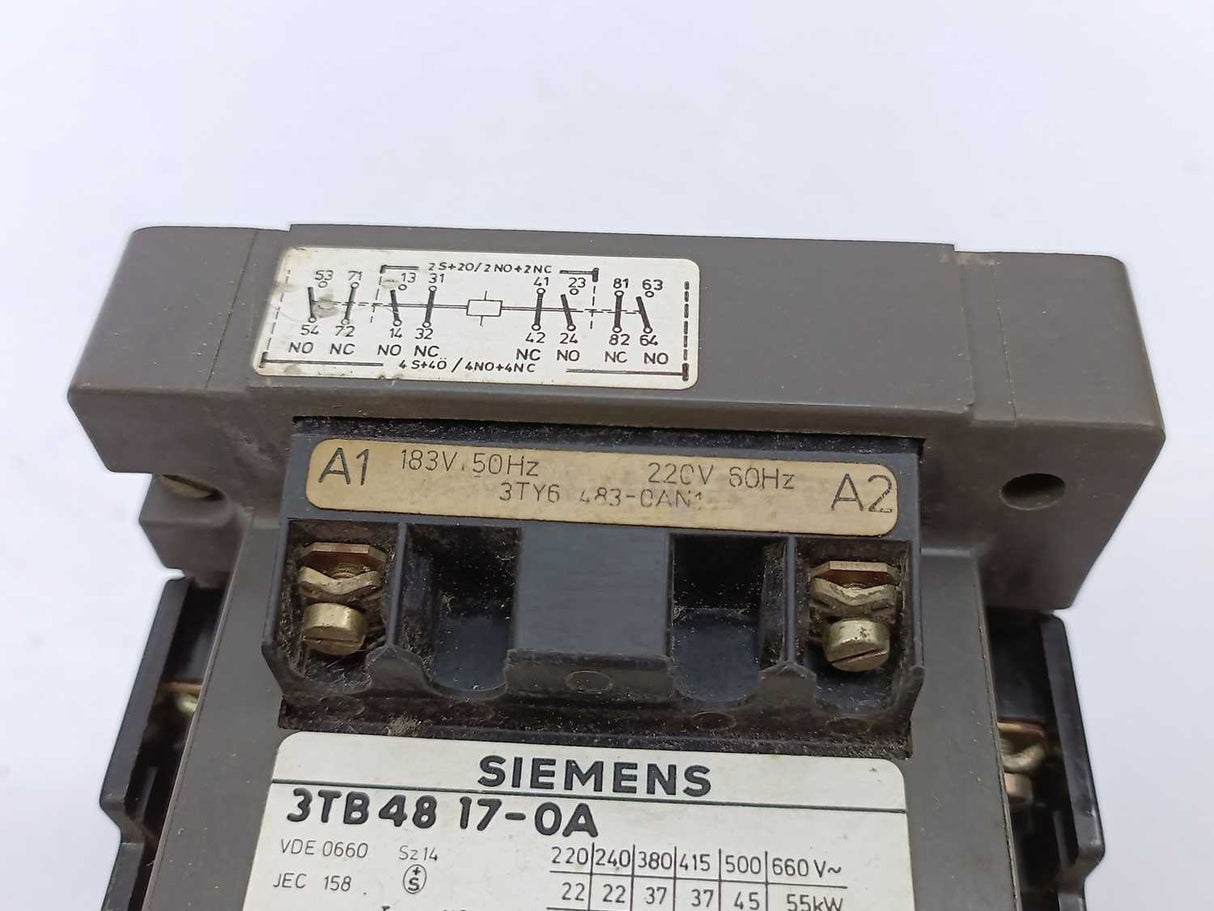 2S+2Ö/2NO+2NC
53 71 13 31 41 23 81 63
54 72 14 32 42 24 82 64
NO NC NO NC NC NO NC NO
4S+4Ö/4NO+4NC
A1 183V.50Hz 220V 60Hz A2
3TY6 483-0AN1
SIEMENS
3TB48 17-0A
VDE 0660 Sz14 220 240 380 415 500 660V~
JEC 158 S 22 22 37 37 45 55kW